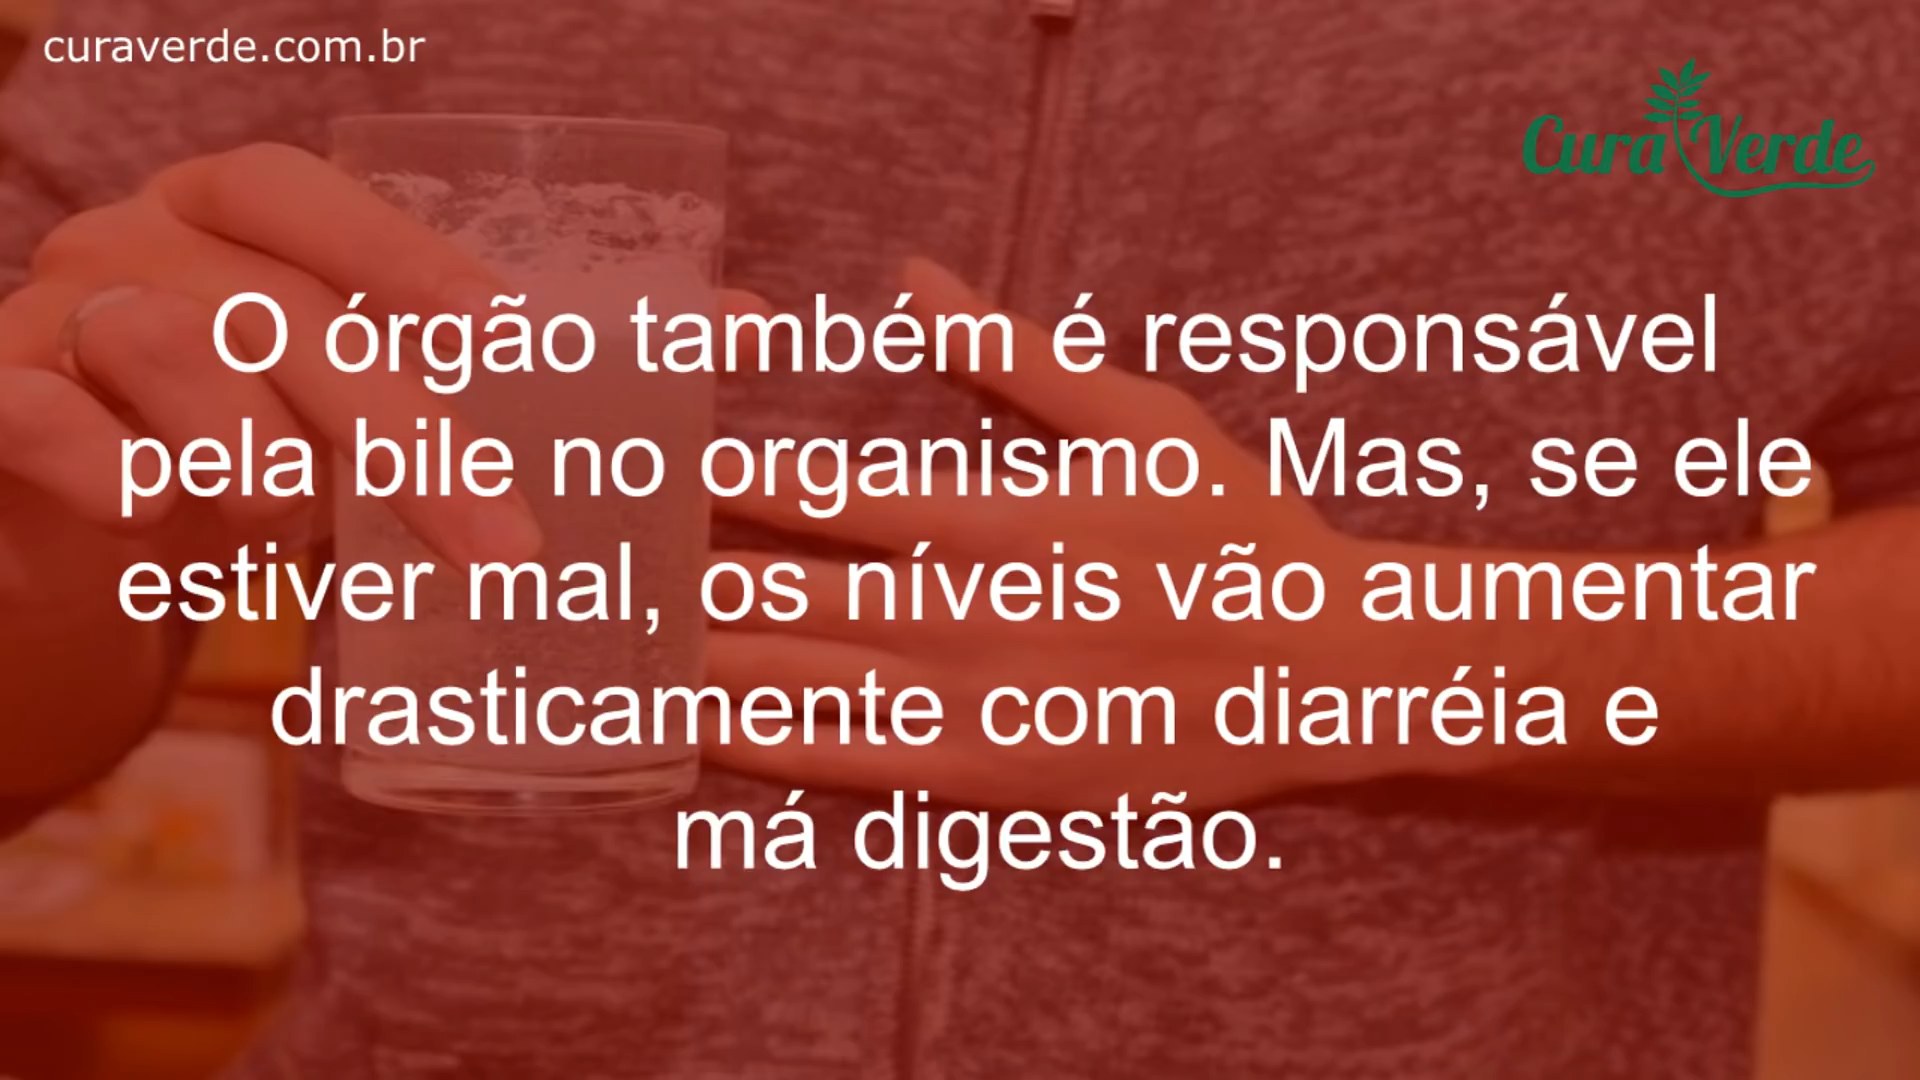 curaverde.com.br
Cura Verde
O órgão também é responsável
pela bile no organismo. Mas, se ele
estiver mal, os níveis vão aumentar
drasticamente com diarréia e
má digestão.